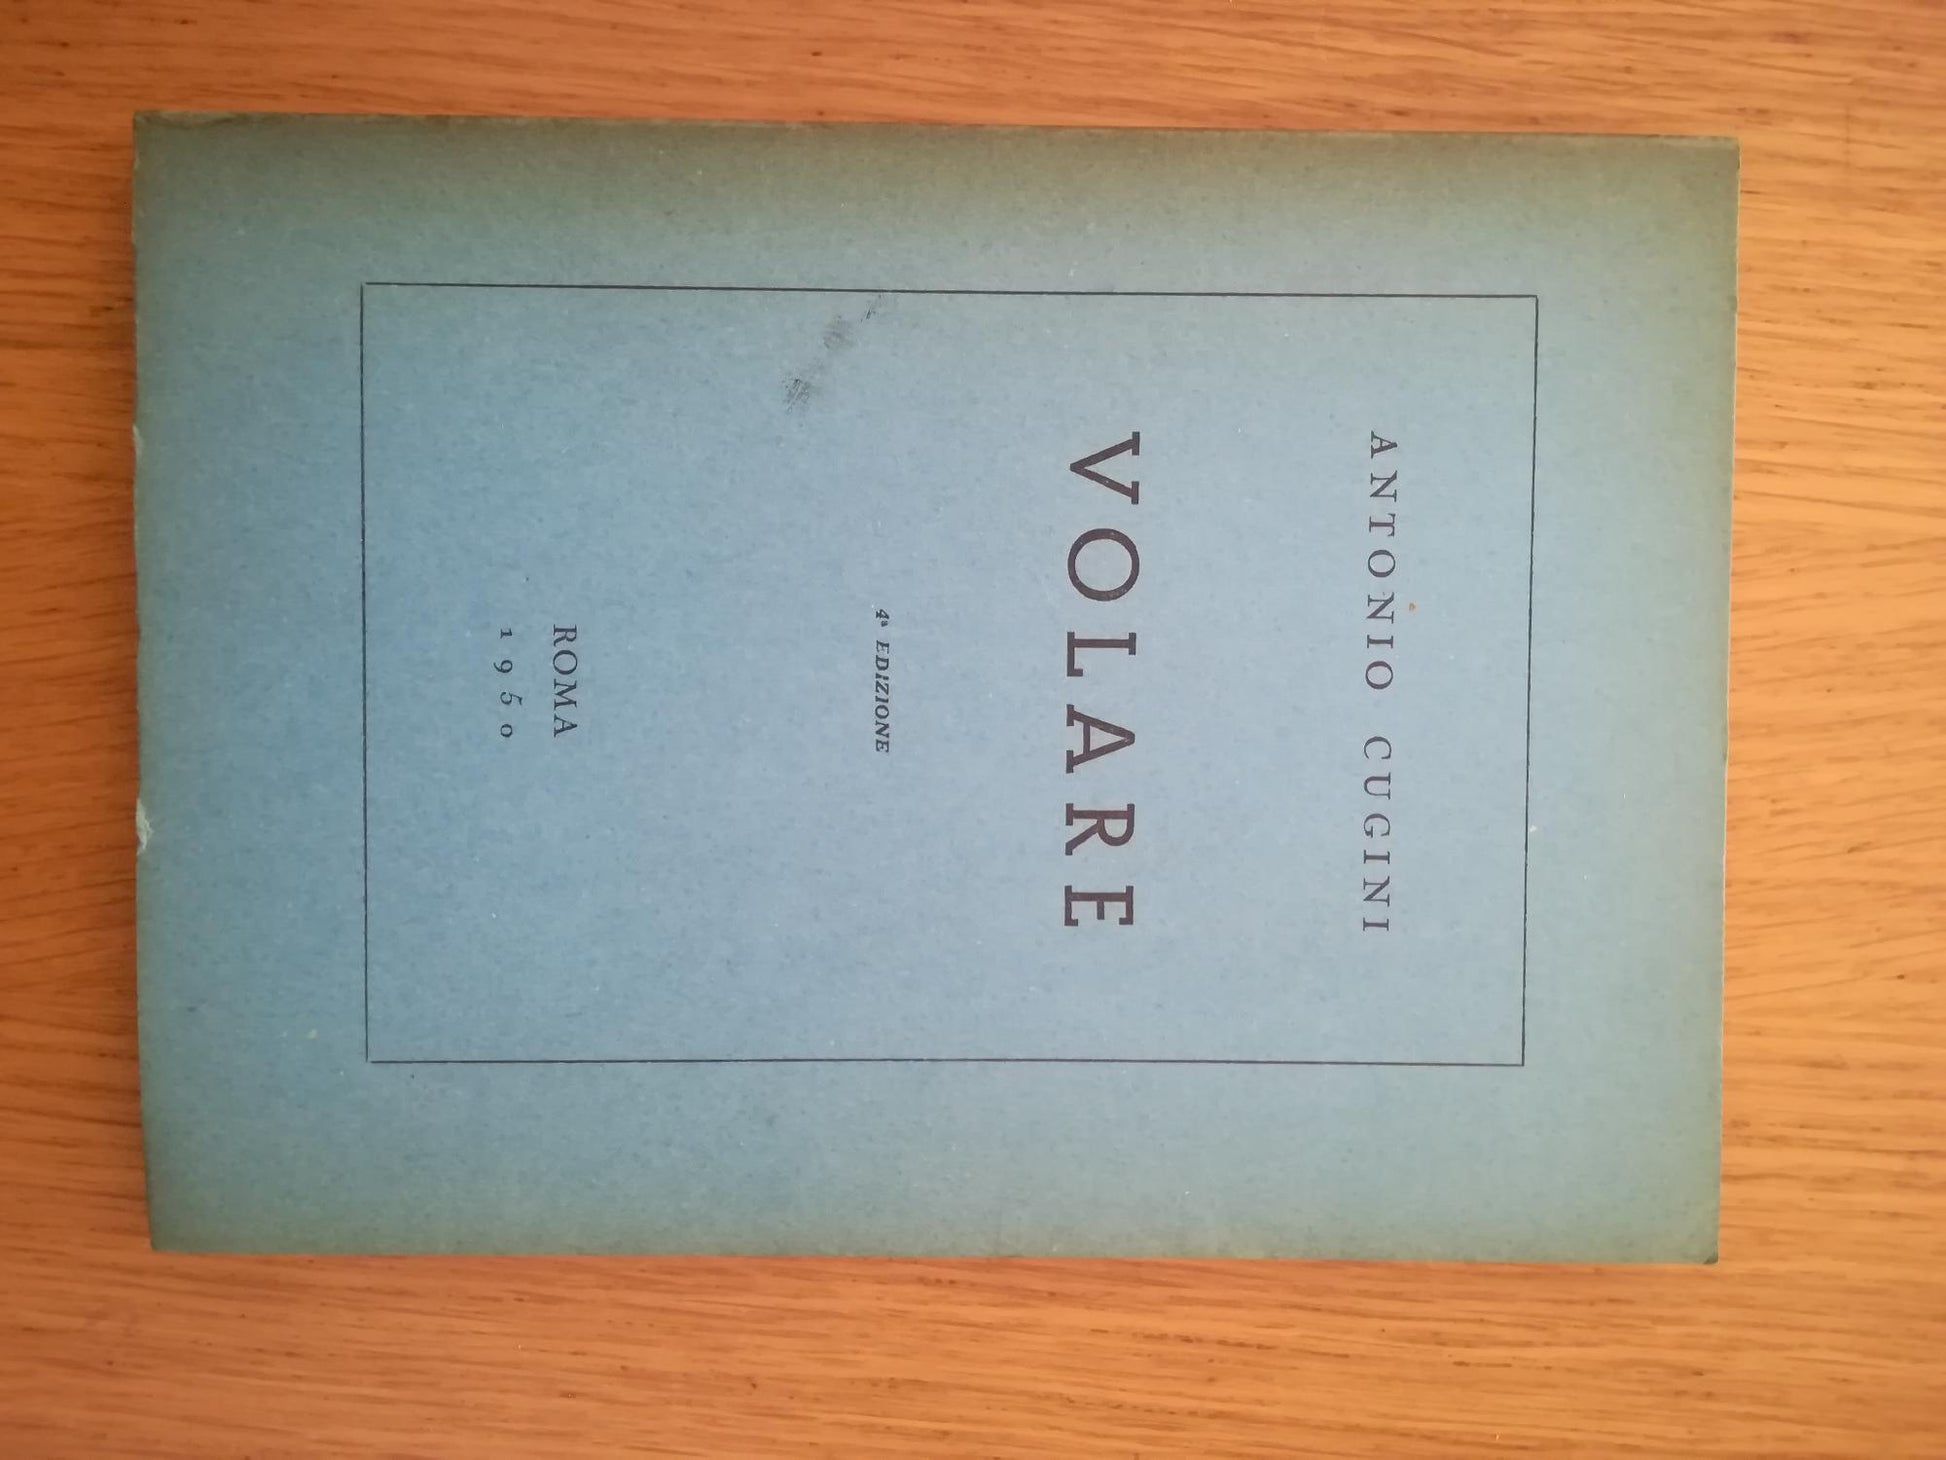 ANTONIO CUGINI
VOLARE
4ª EDIZIONE
ROMA
1950